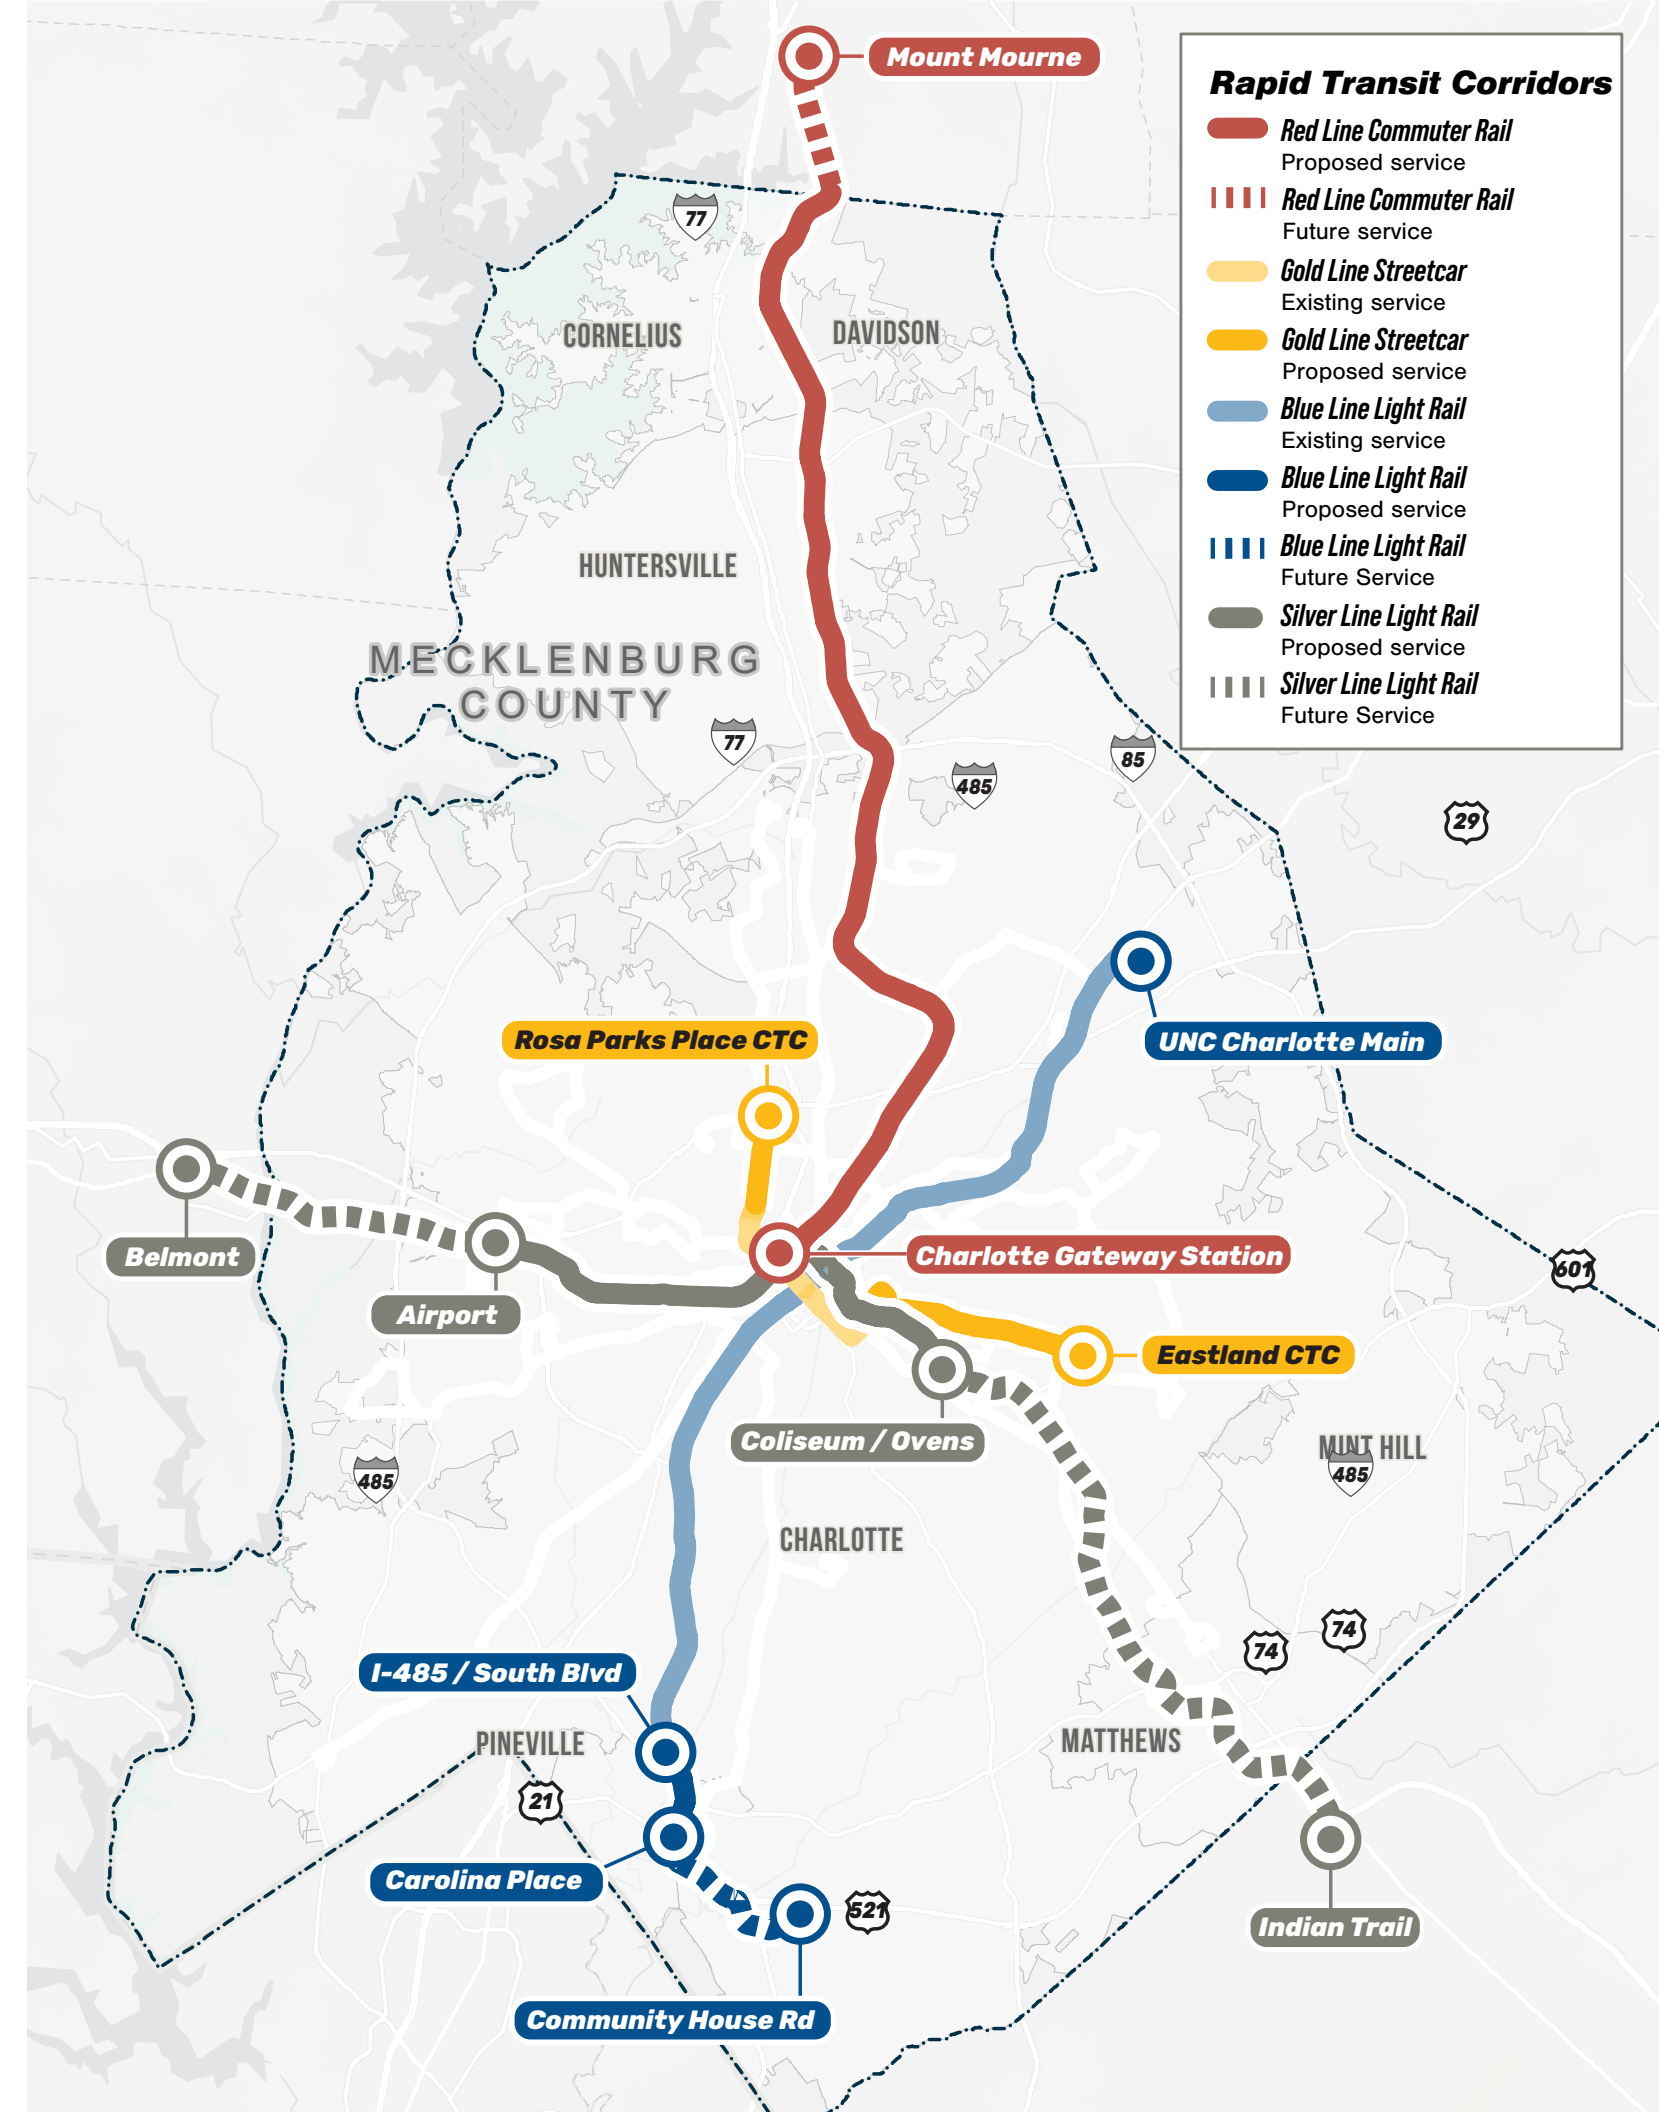 Mount Mourne
Rapid Transit Corridors
Red Line Commuter Rail
Proposed service
Red Line Commuter Rail
Future service
Gold Line Streetcar
Existing service
Gold Line Streetcar
Proposed service
Blue Line Light Rail
Existing service
Blue Line Light Rail
Proposed service
Blue Line Light Rail
Future Service
Silver Line Light Rail
Proposed service
Silver Line Light Rail
Future Service
77
CORNELIUS
DAVIDSON
HUNTERSVILLE
MECKLENBURG
COUNTY
77
485
85
29
Rosa Parks Place CTC
UNC Charlotte Main
Belmont
Airport
Charlotte Gateway Station
601
Eastland CTC
Coliseum / Ovens
MINT HILL
485
485
CHARLOTTE
74
74
I-485 / South Blvd
PINEVILLE
MATTHEWS
21
Carolina Place
521
Indian Trail
Community House Rd